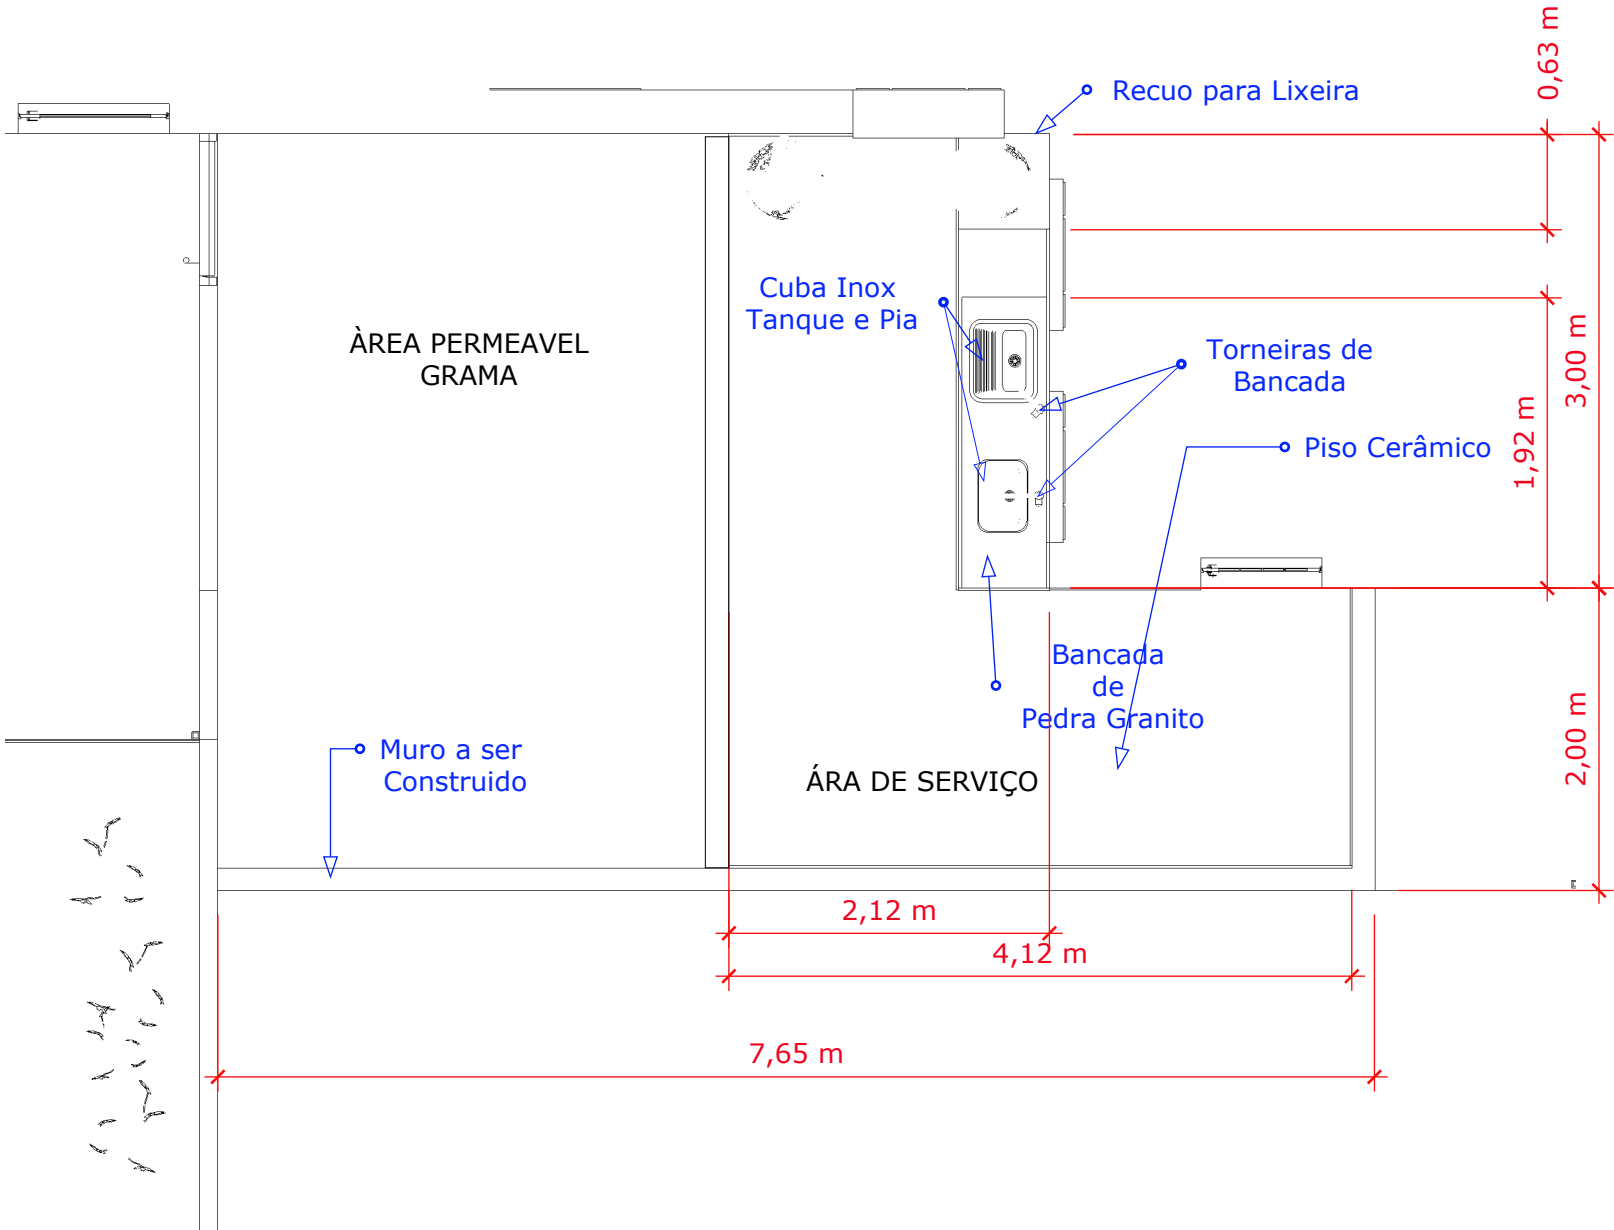 0,63 m
Recuo para Lixeira
Cuba Inox
Tanque e Pia
ÀREA PERMEAVEL
GRAMA
Torneiras de
Bancada
3,00 m
1,92 m
Piso Cerâmico
Bancada
de
Pedra Granito
2,00 m
Muro a ser
Construido
ÁRA DE SERVIÇO
2,12 m
4,12 m
7,65 m